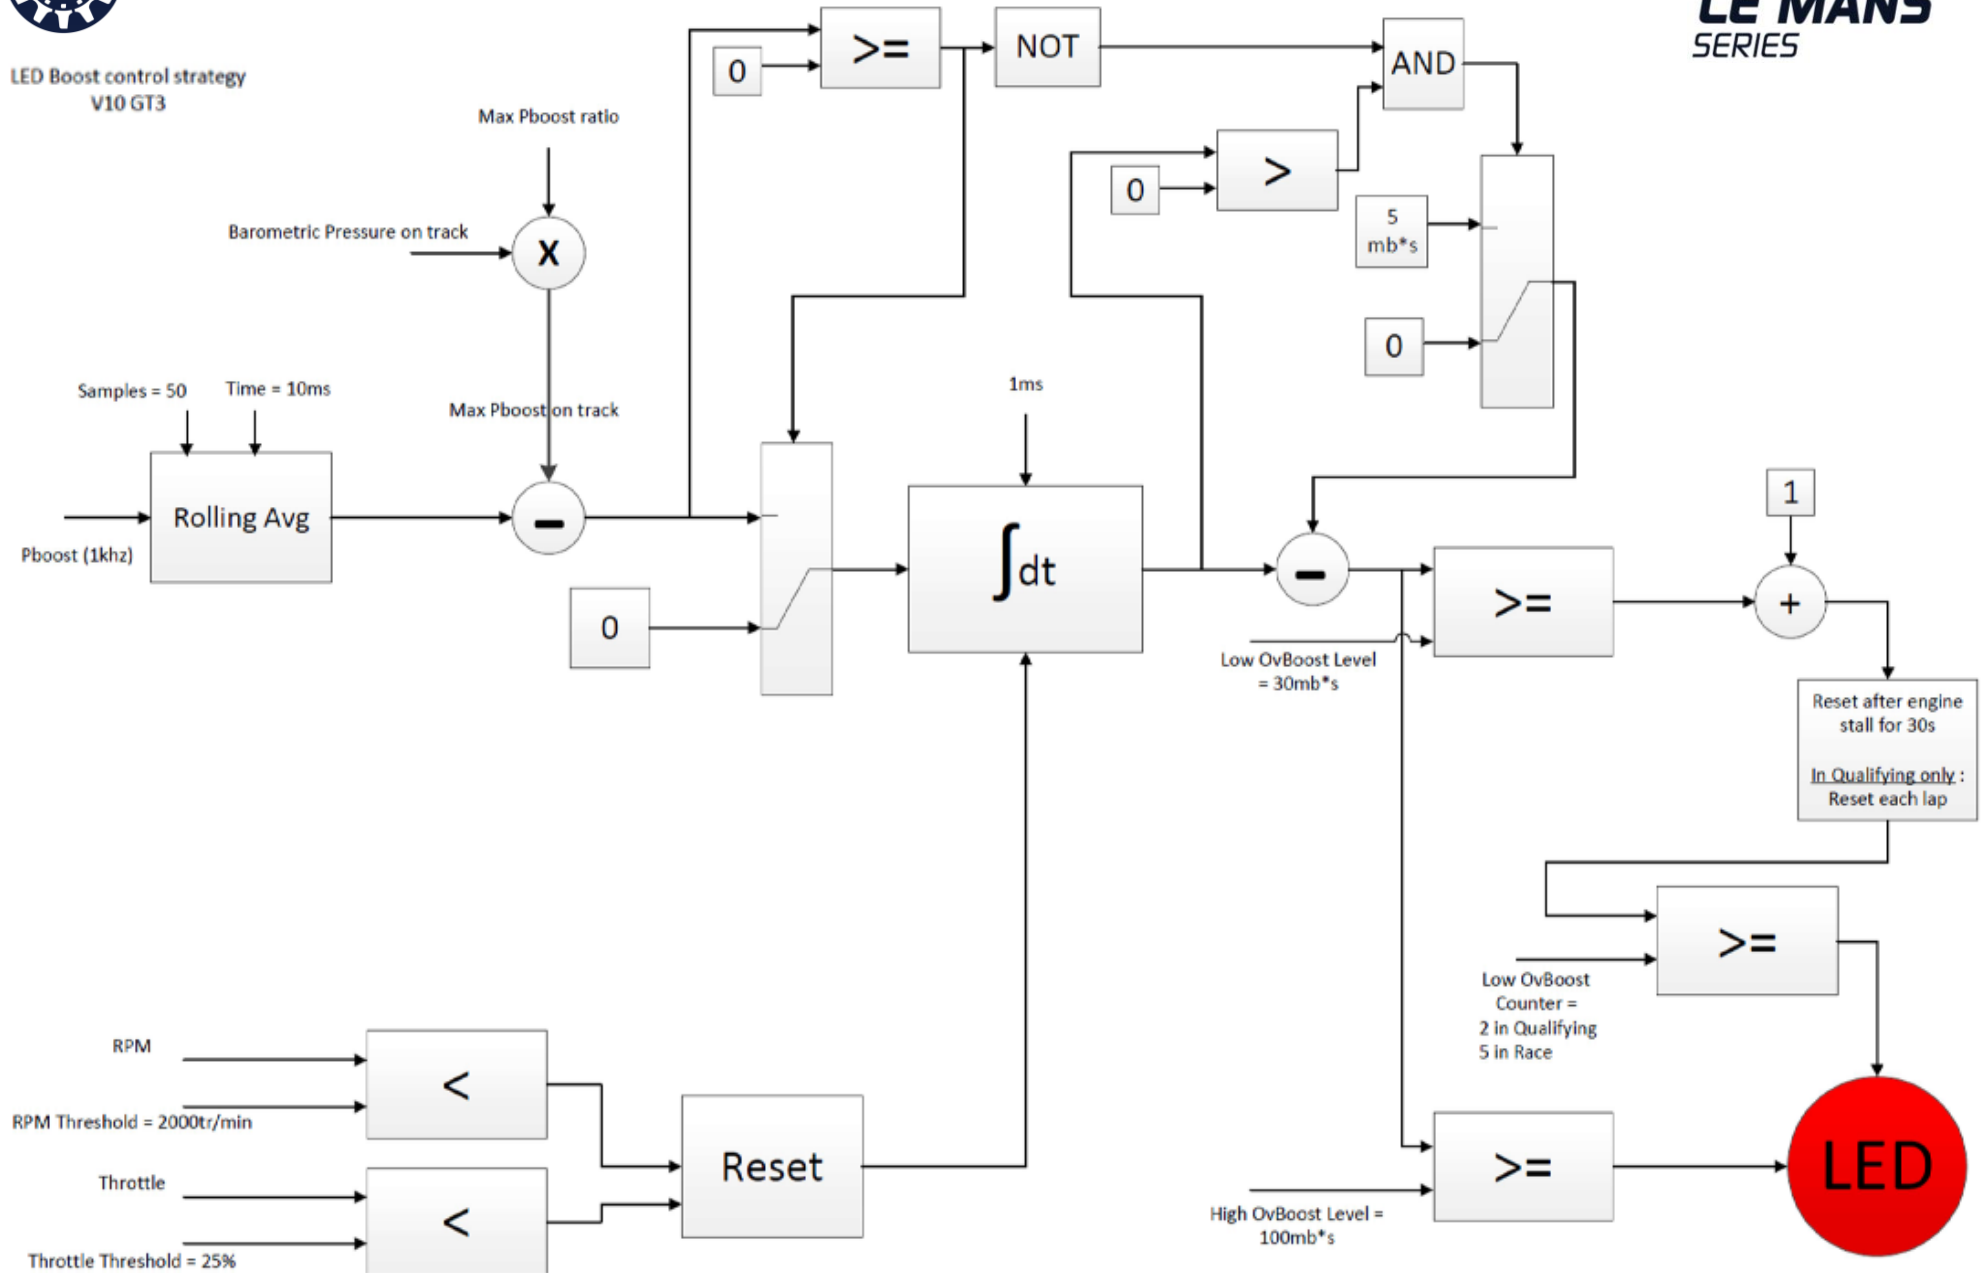 LE MANS
SERIES
LED Boost control strategy
V10 GT3
>=
NOT
AND
0
Max Pboost ratio
>
0
5
mb*s
Barometric Pressure on track
X
0
Samples = 50
Time = 10ms
Max Pboost on track
1ms
Rolling Avg
-
Pboost (1khz)
0
∫dt
-
1
>=
+
Low OvBoost Level
= 30mb*s
Reset after engine
stall for 30s
In Qualifying only :
Reset each lap
>=
Low OvBoost
Counter =
2 in Qualifying
5 in Race
RPM
<
RPM Threshold = 2000tr/min
Reset
>=
LED
Throttle
<
High OvBoost Level =
100mb*s
Throttle Threshold = 25%